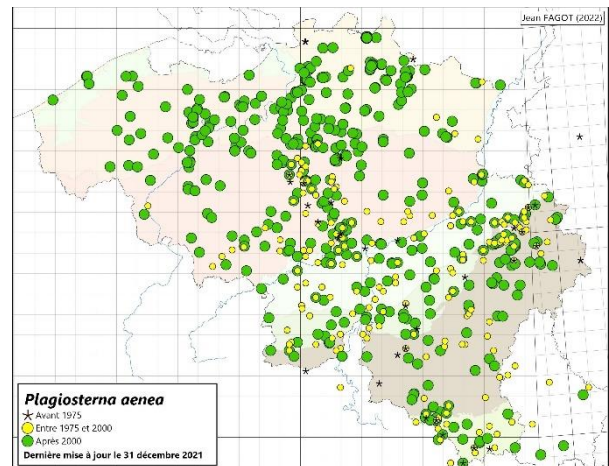 Jean FAGOT (2022)
Plagiosterna aenea
Avant 1975
Entre 1975 et 2000
Après 2000
Dernière mise à jour le 31 décembre 2021